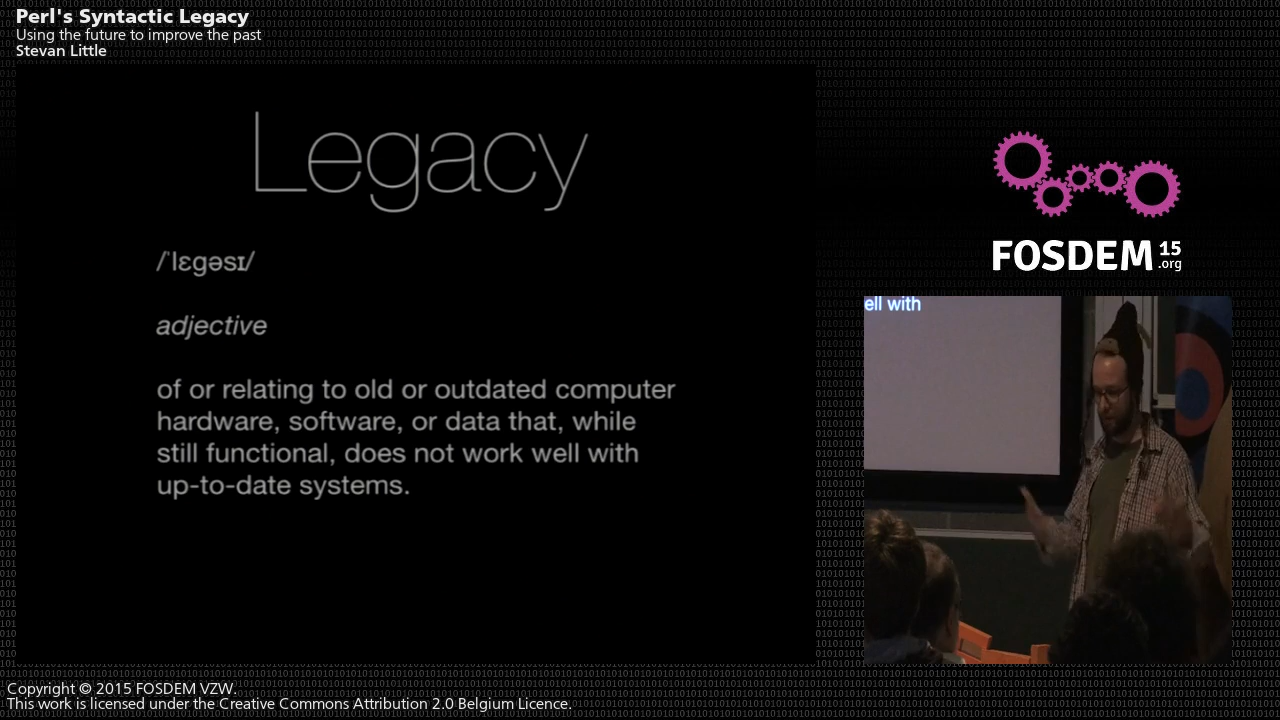 Perl's Syntactic Legacy
Using the future to improve the past
Stevan Little
Legacy
/ˈlɛgəsɪ/
adjective
of or relating to old or outdated computer
hardware, software, or data that, while
still functional, does not work well with
up-to-date systems.
FOSDEM 15
.org
ell with
Copyright © 2015 FOSDEM VZW.
This work is licensed under the Creative Commons Attribution 2.0 Belgium Licence.